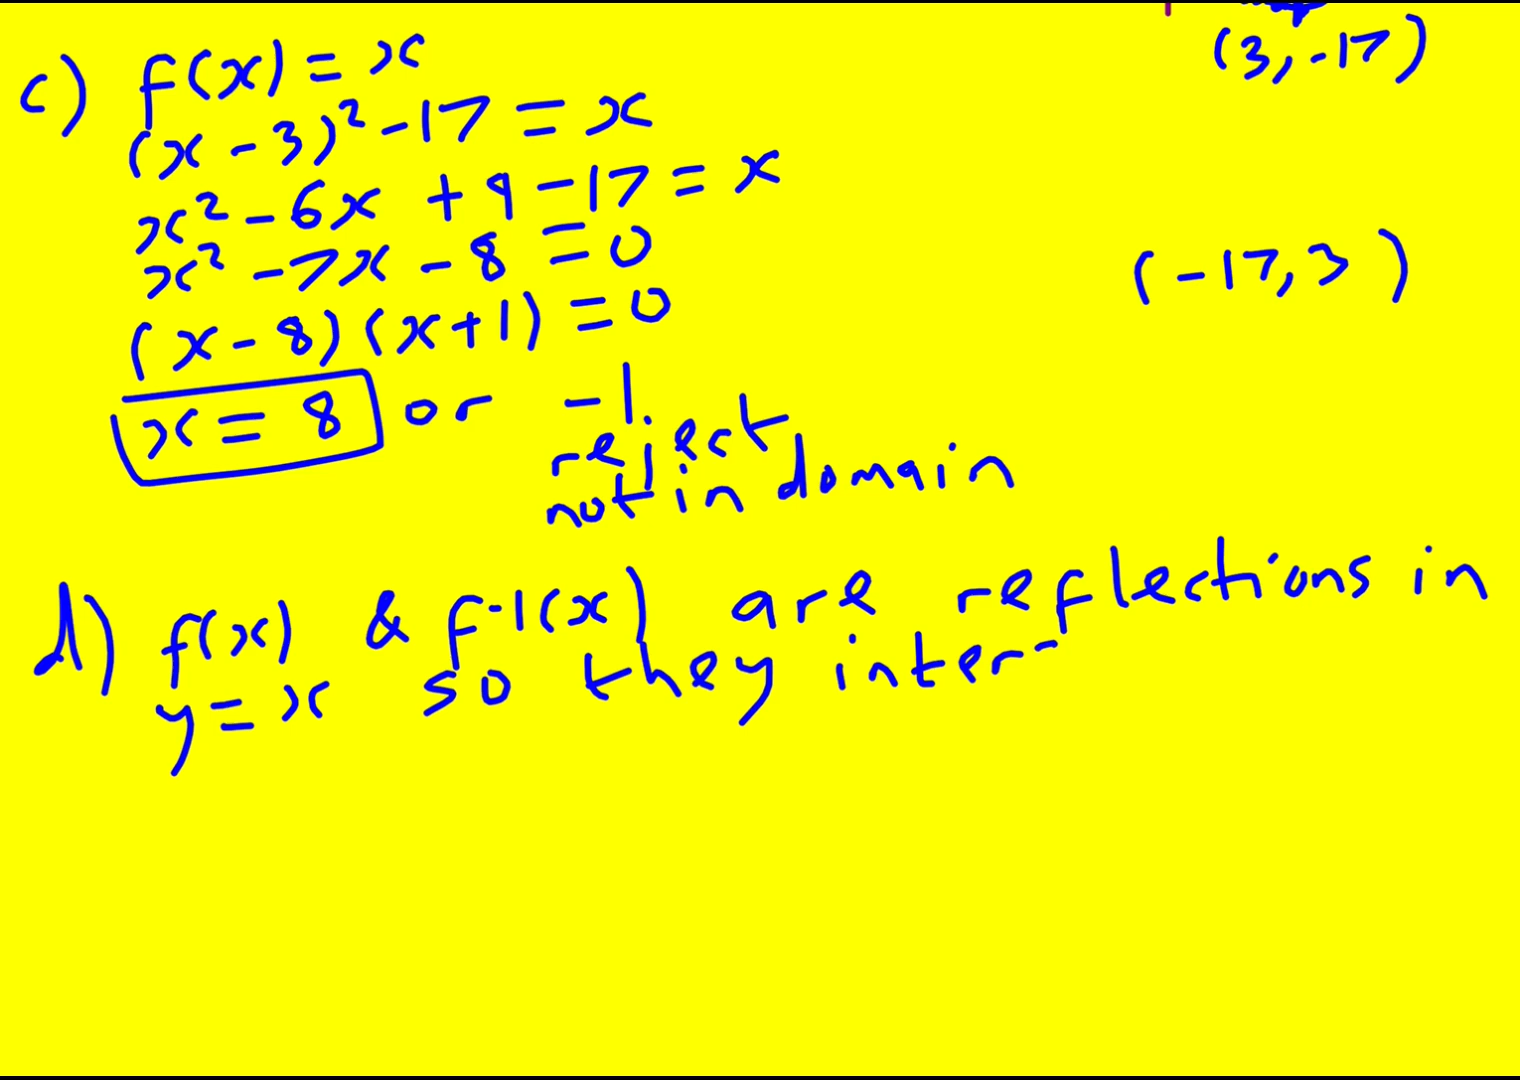 (3, -17)
c) f(x) = x
(x - 3)² - 17 = x
x² - 6x + 9 - 17 = x
x² - 7x - 8 = 0
(-17, 3)
(x - 8)(x + 1) = 0
x = 8 or -1
reject
not in domain
d) f(x) & f⁻¹(x) are reflections in
y = x so they inter-